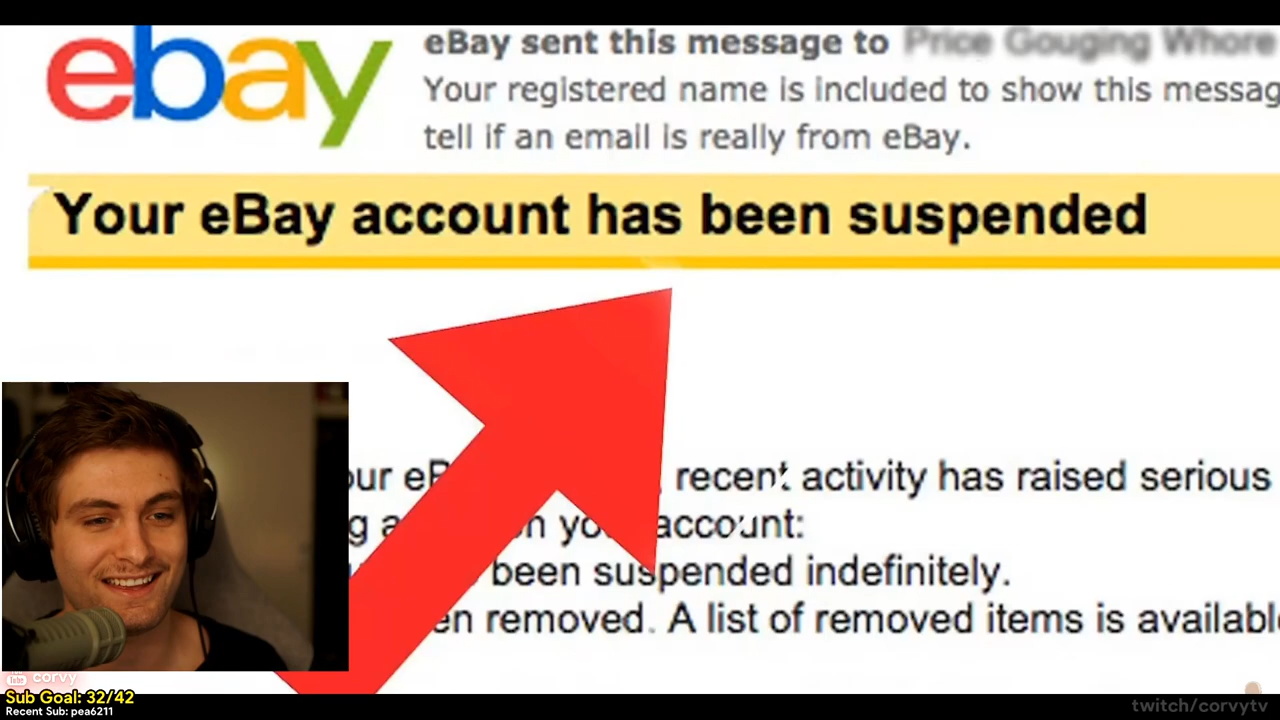 ebay
eBay sent this message to Price Gouging Whore
Your registered name is included to show this messag
tell if an email is really from eBay.
Your eBay account has been suspended
our eB recent activity has raised serious
g a n yo account:
been suspended indefinitely.
en removed. A list of removed items is availabl
corvy
Sub Goal: 32/42
Recent Sub: pea6211
twitch/corvytv